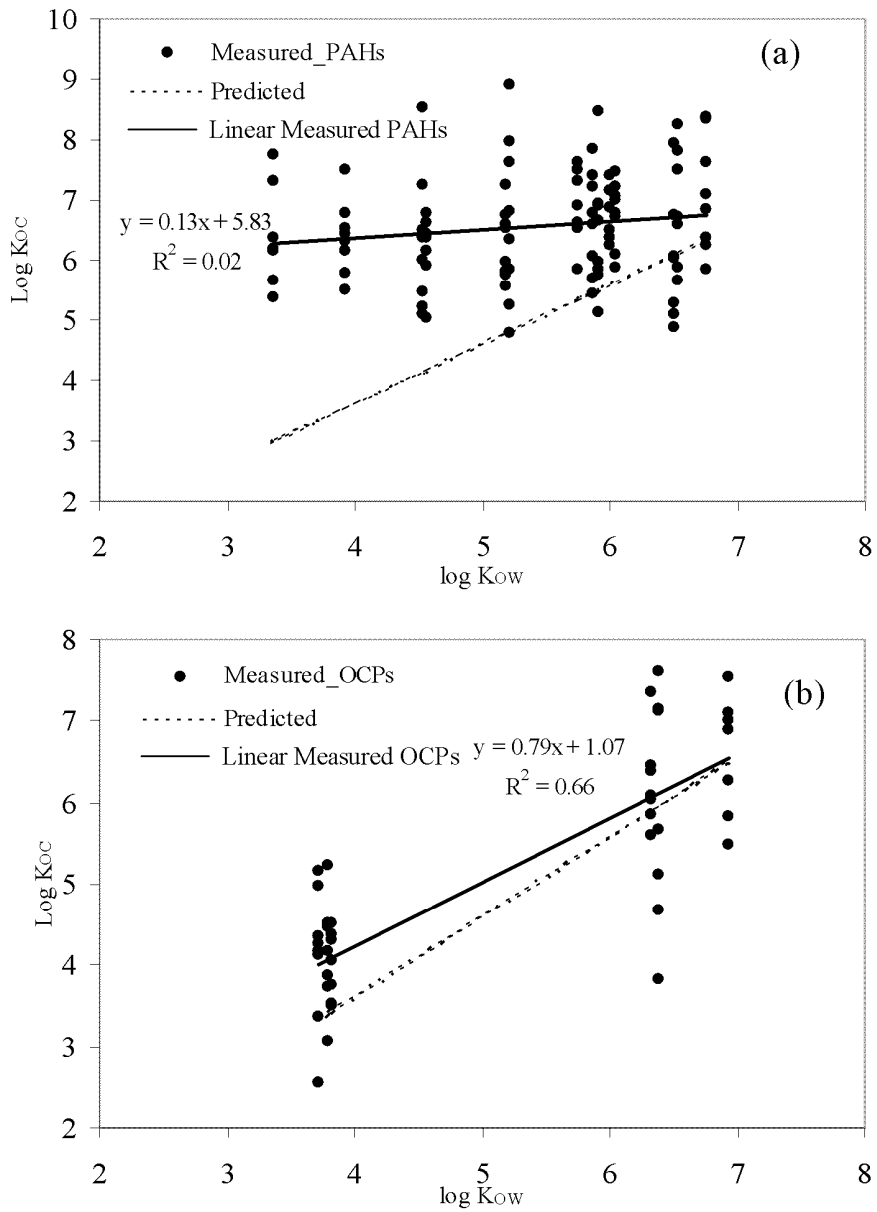 10
9
8
7
6
5
4
3
2
Log KOC
Measured_PAHs
Predicted
Linear Measured PAHs
(a)
y = 0.13x + 5.83
R² = 0.02
2 3 4 5 6 7 8
log KOW
8
7
6
5
4
3
2
Log KOC
Measured_OCPs
Predicted
Linear Measured OCPs
(b)
y = 0.79x + 1.07
R² = 0.66
2 3 4 5 6 7 8
log KOW